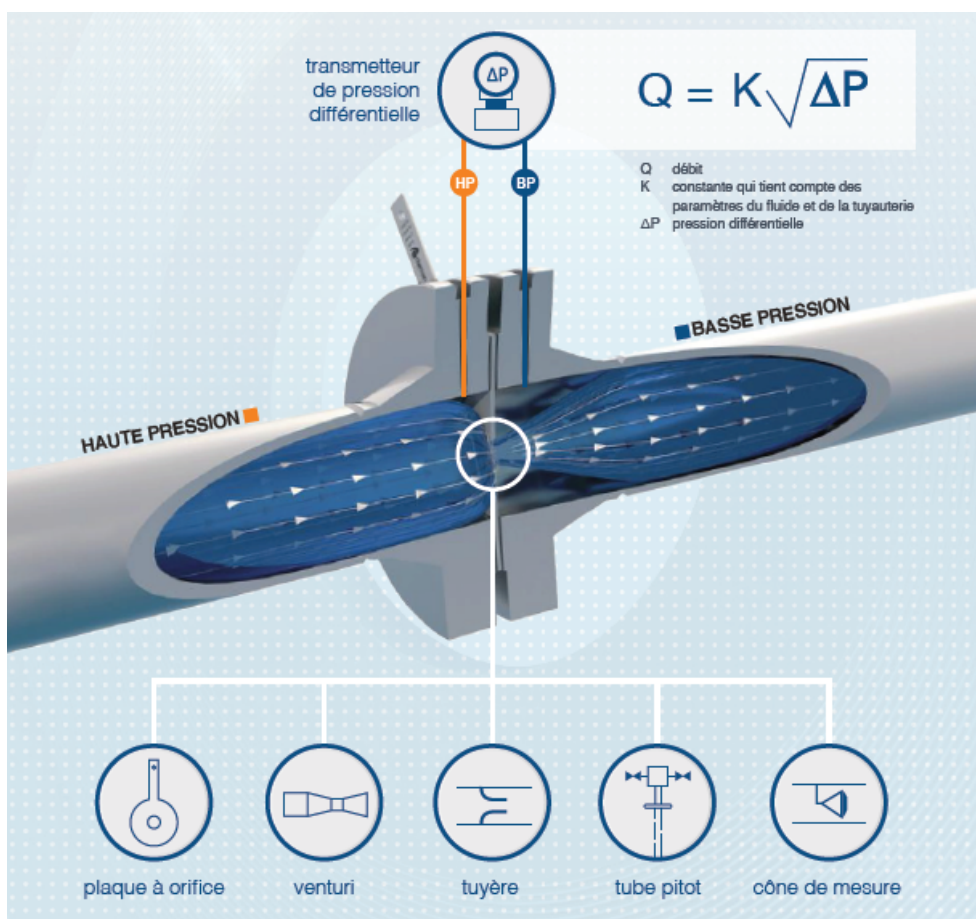 transmetteur
de pression
différentielle
ΔP
Q = K√ΔP
Q débit
K constante qui tient compte des
paramètres du fluide et de la tuyauterie
ΔP pression différentielle
HP
BP
BASSE PRESSION
HAUTE PRESSION
plaque à orifice
venturi
tuyère
tube pitot
cône de mesure